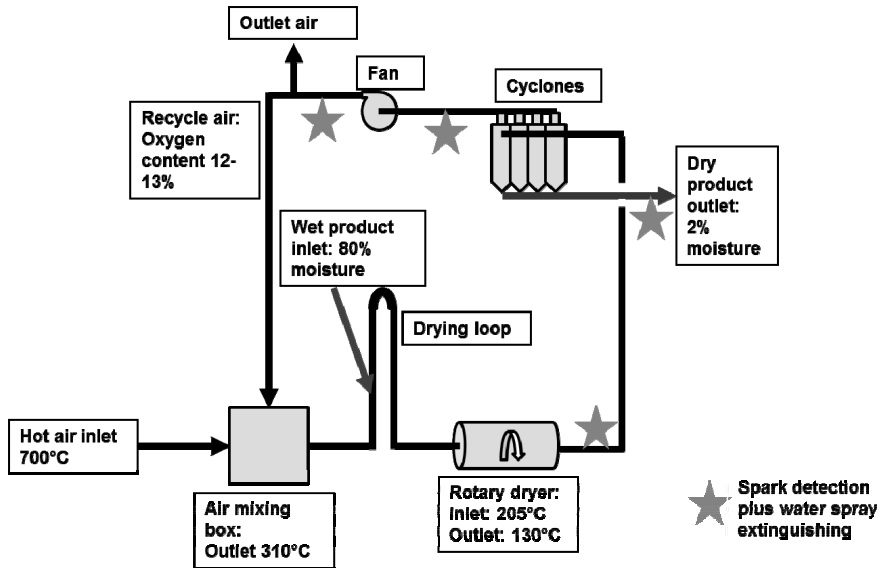 Outlet air
Fan
Cyclones
Recycle air:
Oxygen
content 12-
13%
Dry
product
outlet:
2%
moisture
Wet product
inlet: 80%
moisture
Drying loop
Hot air inlet
700°C
Air mixing
box:
Outlet 310°C
Rotary dryer:
Inlet: 205°C
Outlet: 130°C
Spark detection
plus water spray
extinguishing